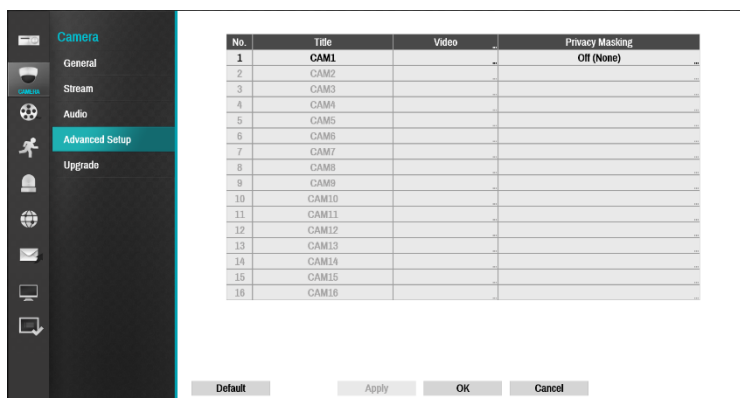 Camera
General
Stream
Audio
Advanced Setup
Upgrade
CAMERA
No. Title Video ... Privacy Masking
1 CAM1 ... Off (None) ...
2 CAM2 ... ...
3 CAM3 ... ...
4 CAM4 ... ...
5 CAM5 ... ...
6 CAM6 ... ...
7 CAM7 ... ...
8 CAM8 ... ...
9 CAM9 ... ...
10 CAM10 ... ...
11 CAM11 ... ...
12 CAM12 ... ...
13 CAM13 ... ...
14 CAM14 ... ...
15 CAM15 ... ...
16 CAM16 ... ...
Default Apply OK Cancel